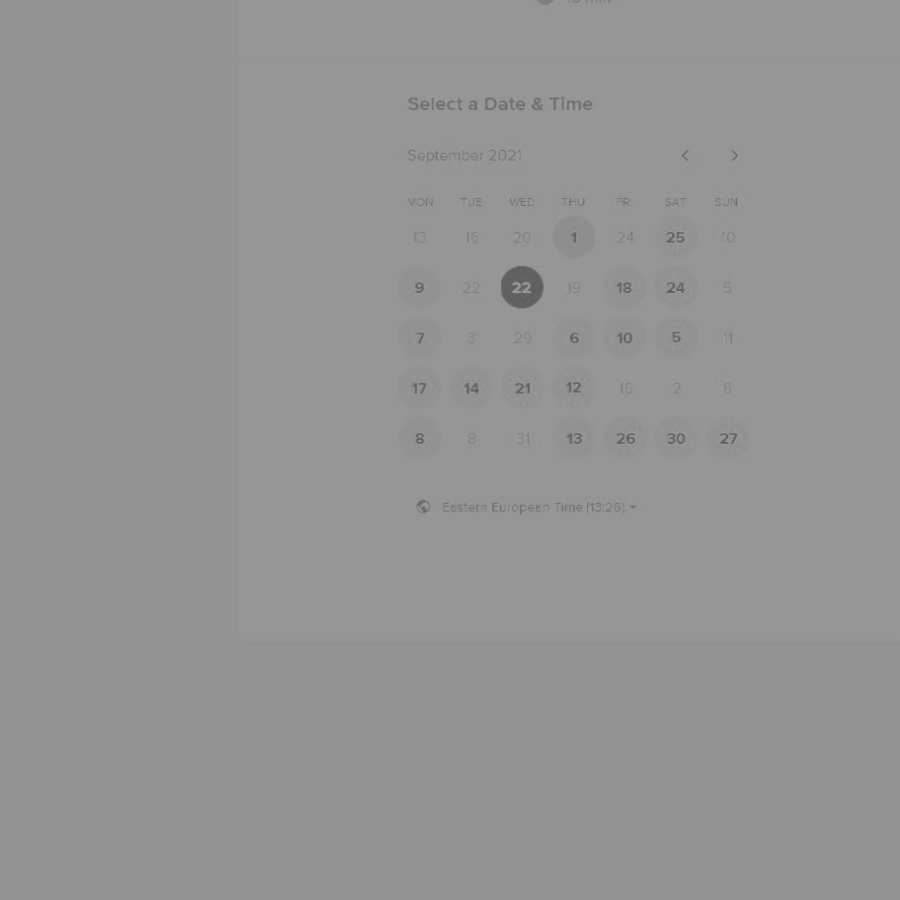 Select a Date & Time
September 2021
MON TUE WED THU FRI SAT SUN
13 15 20 1 24 25 10
9 22 22 19 18 24 5
7 3 29 6 10 5 11
17 14 21 12 16 2 6
8 8 31 13 26 30 27
Eastern European Time (13:26)